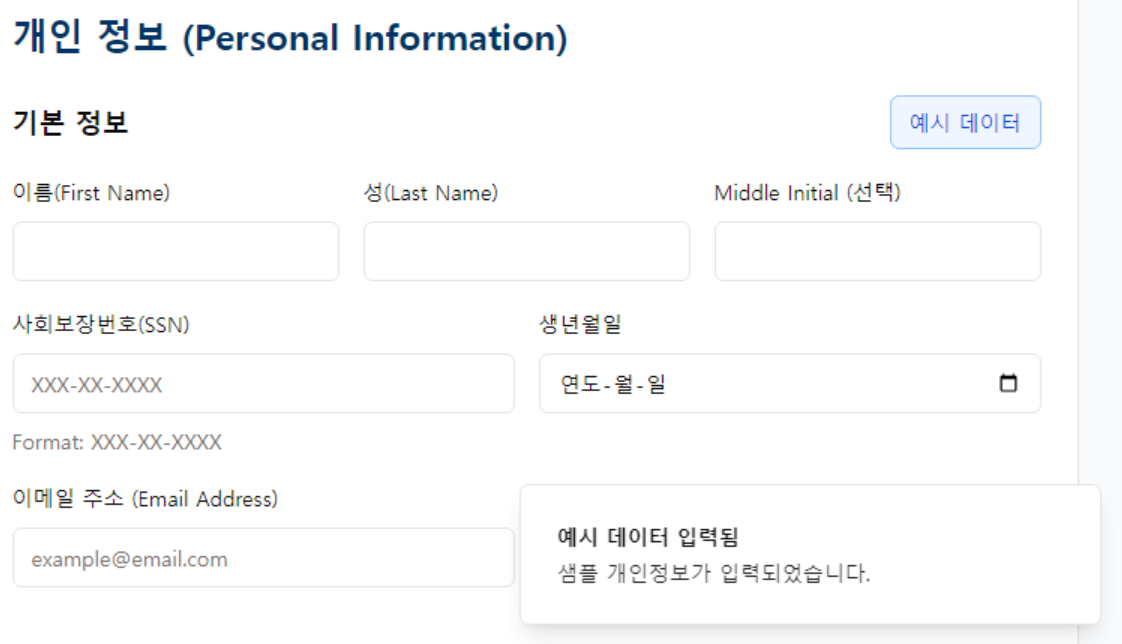 개인 정보 (Personal Information)
기본 정보
예시 데이터
이름(First Name)
성(Last Name)
Middle Initial (선택)
사회보장번호(SSN)
생년월일
XXX-XX-XXXX
연도-월-일
Format: XXX-XX-XXXX
이메일 주소 (Email Address)
example@email.com
예시 데이터 입력됨
샘플 개인정보가 입력되었습니다.